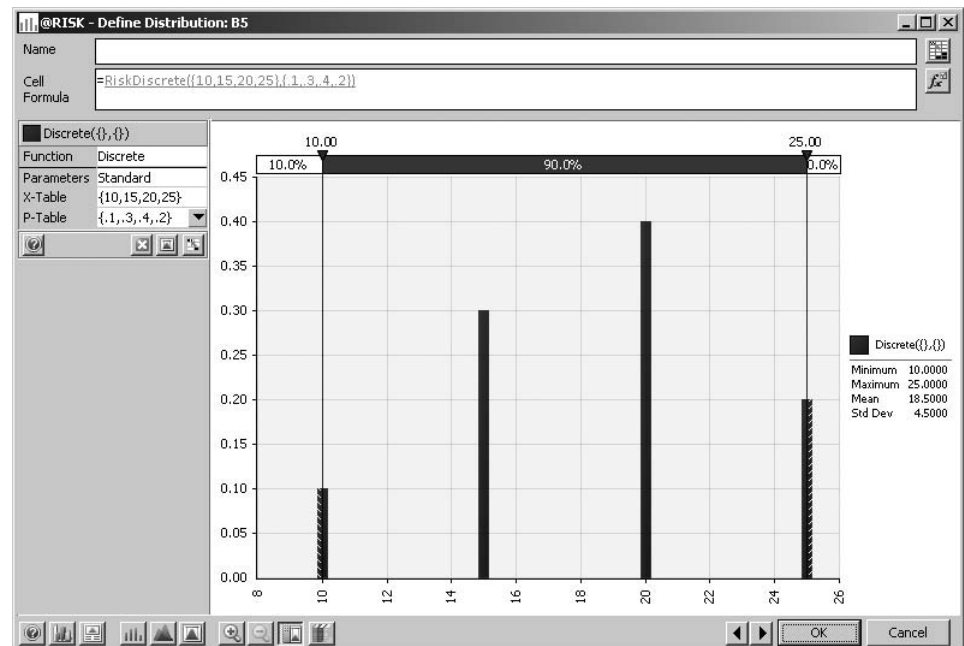 @RISK - Define Distribution: B5
Name
Cell Formula
=RiskDiscrete({10,15,20,25},{.1,.3,.4,.2})
Discrete({},{})
Function Discrete
Parameters Standard
X-Table {10,15,20,25}
P-Table {.1,.3,.4,.2}
10.00 25.00
10.0% 90.0% 0.0%
0.45
0.40
0.35
0.30
0.25
0.20
0.15
0.10
0.05
0.00
8 10 12 14 16 18 20 22 24 26
Discrete({},{})
Minimum 10.0000
Maximum 25.0000
Mean 18.5000
Std Dev 4.5000
OK Cancel